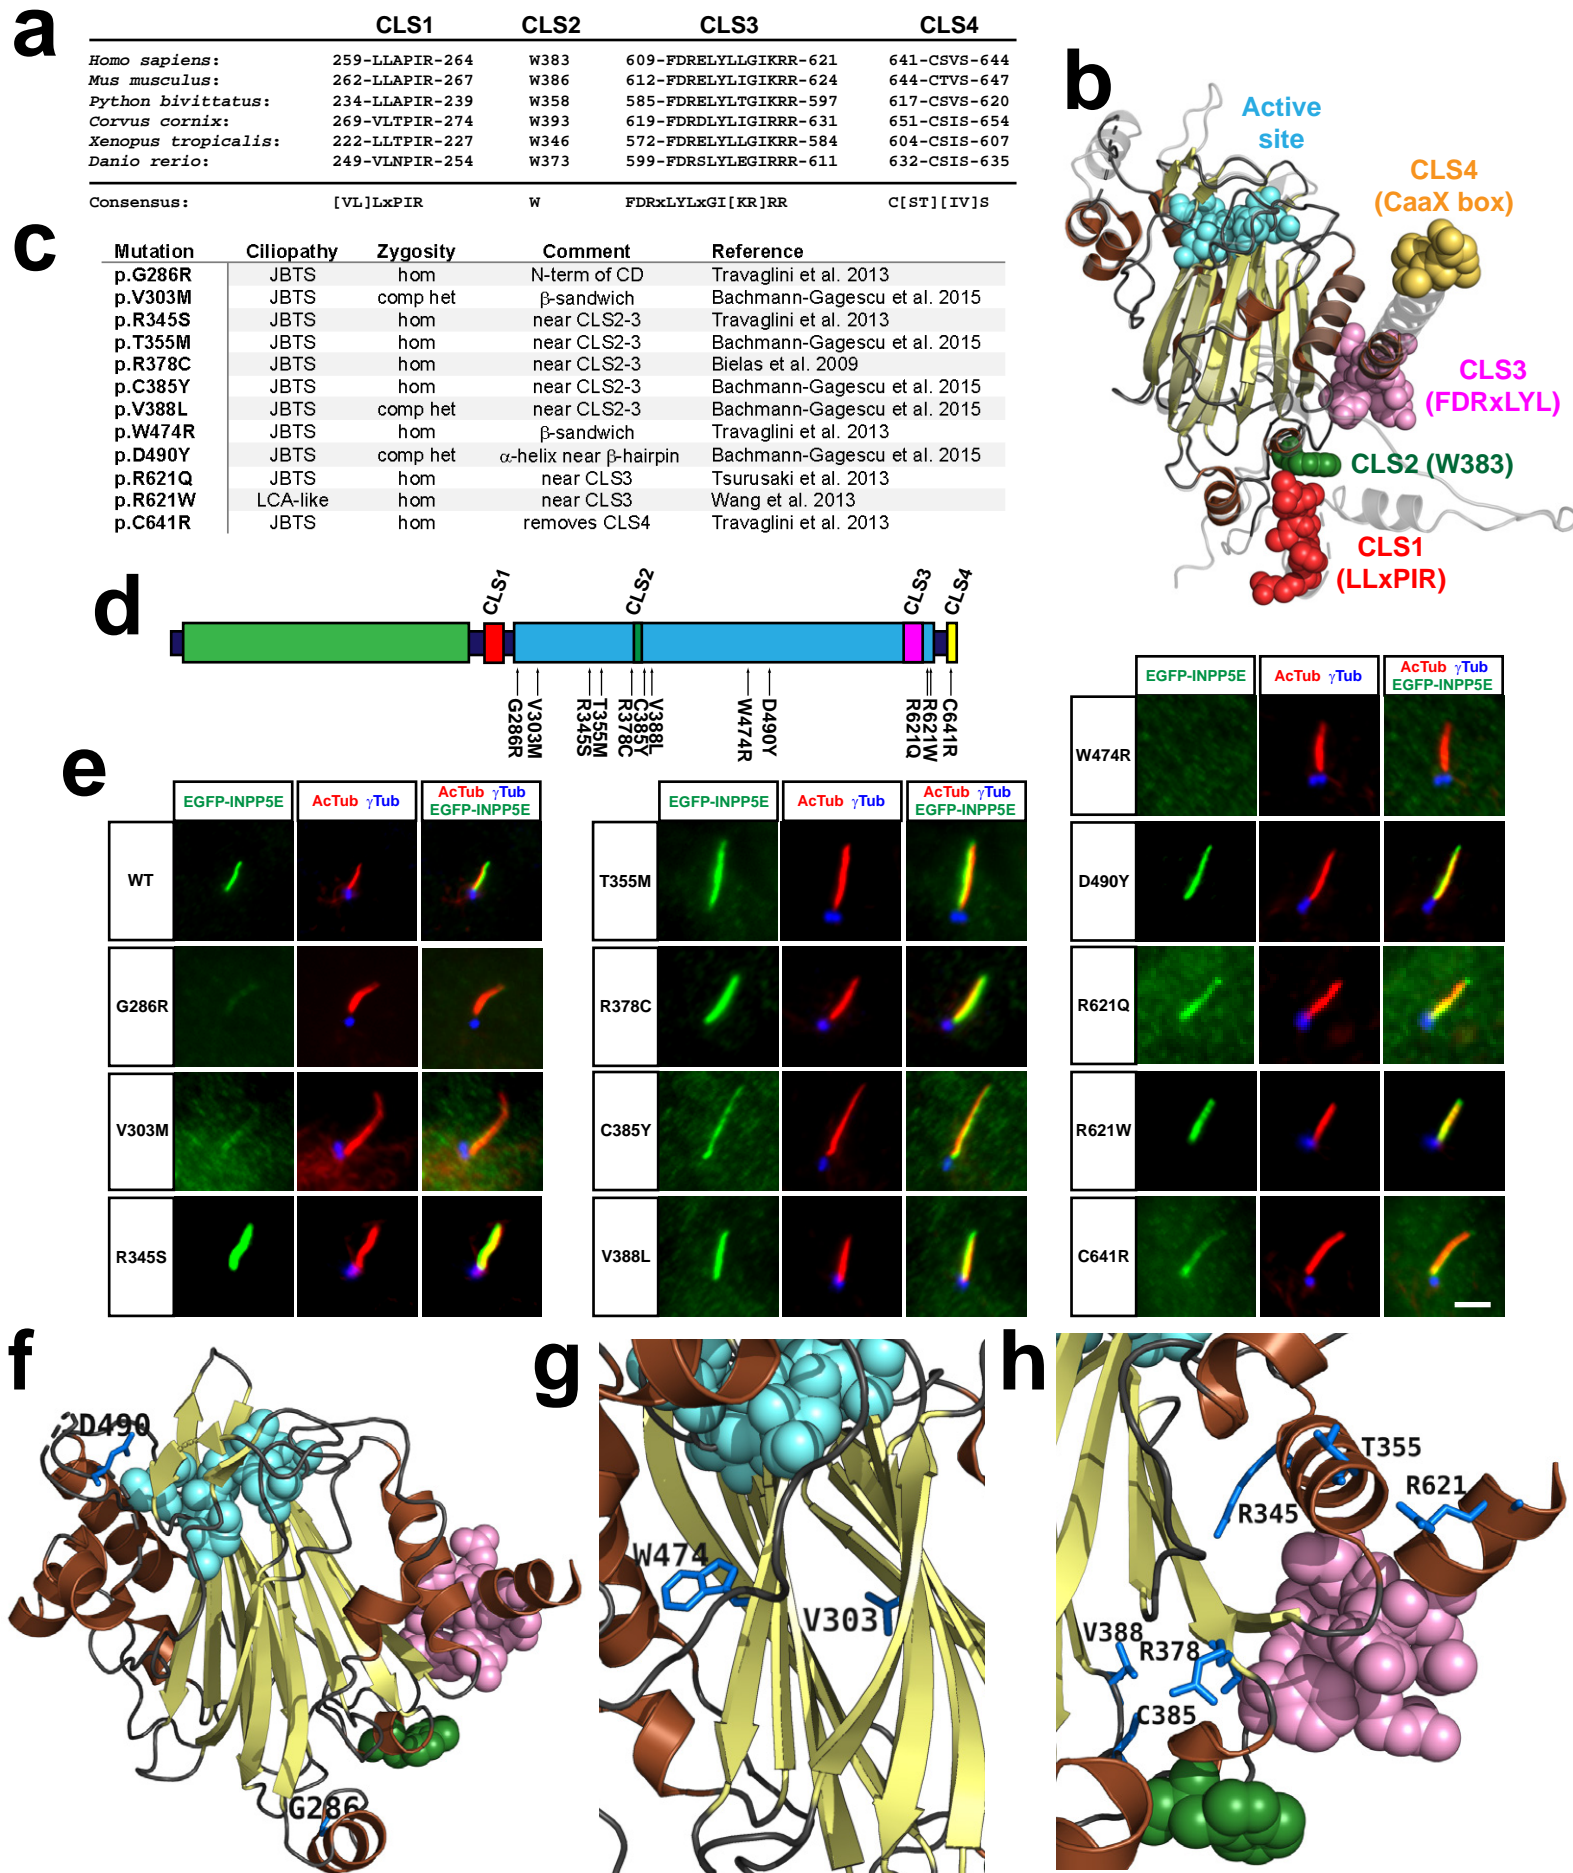 a
CLS1 CLS2 CLS3 CLS4
Homo sapiens: 259-LLAPIR-264 W383 609-FDRELYLLGIKRR-621 641-CSVS-644
Mus musculus: 262-LLAPIR-267 W386 612-FDRELYLIGIKRR-624 644-CTVS-647
Python bivittatus: 234-LLAPIR-239 W358 585-FDRELYLTGIKRR-597 617-CSVS-620
Corvus cornix: 269-VLTPIR-274 W393 619-FDRDLYLIGIRRR-631 651-CSIS-654
Xenopus tropicalis: 222-LLTPIR-227 W346 572-FDRELYLLGIKRR-584 604-CSIS-607
Danio rerio: 249-VLNPIR-254 W373 599-FDRSLYLEGIRRR-611 632-CSIS-635
Consensus: [VL]LxPIR W FDRxLYLxGI[KR]RR C[ST][IV]S
b
Active
site
CLS4
(CaaX box)
CLS3
(FDRxLYL)
CLS2 (W383)
CLS1
(LLxPIR)
c
Mutation Ciliopathy Zygosity Comment Reference
p.G286R JBTS hom N-term of CD Travaglini et al. 2013
p.V303M JBTS comp het β-sandwich Bachmann-Gagescu et al. 2015
p.R345S JBTS hom near CLS2-3 Travaglini et al. 2013
p.T355M JBTS hom near CLS2-3 Bachmann-Gagescu et al. 2015
p.R378C JBTS hom near CLS2-3 Bielas et al. 2009
p.C385Y JBTS hom near CLS2-3 Bachmann-Gagescu et al. 2015
p.V388L JBTS comp het near CLS2-3 Bachmann-Gagescu et al. 2015
p.W474R JBTS hom β-sandwich Travaglini et al. 2013
p.D490Y JBTS comp het α-helix near β-hairpin Bachmann-Gagescu et al. 2015
p.R621Q JBTS hom near CLS3 Tsurusaki et al. 2013
p.R621W LCA-like hom near CLS3 Wang et al. 2013
p.C641R JBTS hom removes CLS4 Travaglini et al. 2013
d
CLS1 CLS2 CLS3 CLS4
G286R V303M R345S T355M R378C C385Y V388L W474R D490Y R621Q R621W C641R
e
EGFP-INPP5E AcTub γTub AcTub γTub
EGFP-INPP5E
WT
G286R
V303M
R345S
EGFP-INPP5E AcTub γTub AcTub γTub
EGFP-INPP5E
T355M
R378C
C385Y
V388L
EGFP-INPP5E AcTub γTub AcTub γTub
EGFP-INPP5E
W474R
D490Y
R621Q
R621W
C641R
f
D490
G286
g
W474
V303
h
T355
R621
R345
V388
R378
C385